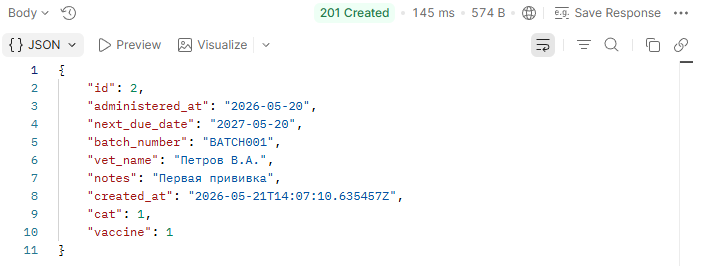 Body 201 Created 145 ms 574 B e.g. Save Response
{} JSON Preview Visualize
1 {
2 "id": 2,
3 "administered_at": "2026-05-20",
4 "next_due_date": "2027-05-20",
5 "batch_number": "BATCH001",
6 "vet_name": "Петров В.А.",
7 "notes": "Первая прививка",
8 "created_at": "2026-05-21T14:07:10.635457Z",
9 "cat": 1,
10 "vaccine": 1
11 }